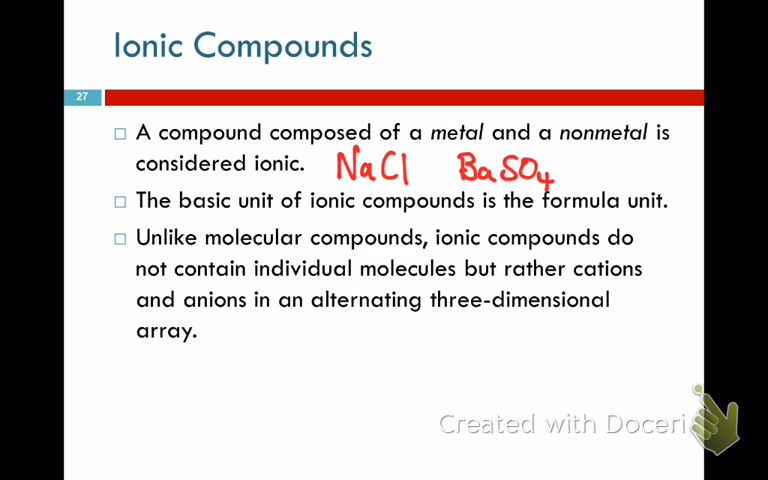 Ionic Compounds
27
□ A compound composed of a metal and a nonmetal is
considered ionic. NaCl BaSO₄
□ The basic unit of ionic compounds is the formula unit.
□ Unlike molecular compounds, ionic compounds do
not contain individual molecules but rather cations
and anions in an alternating three-dimensional
array.
Created with Doceri